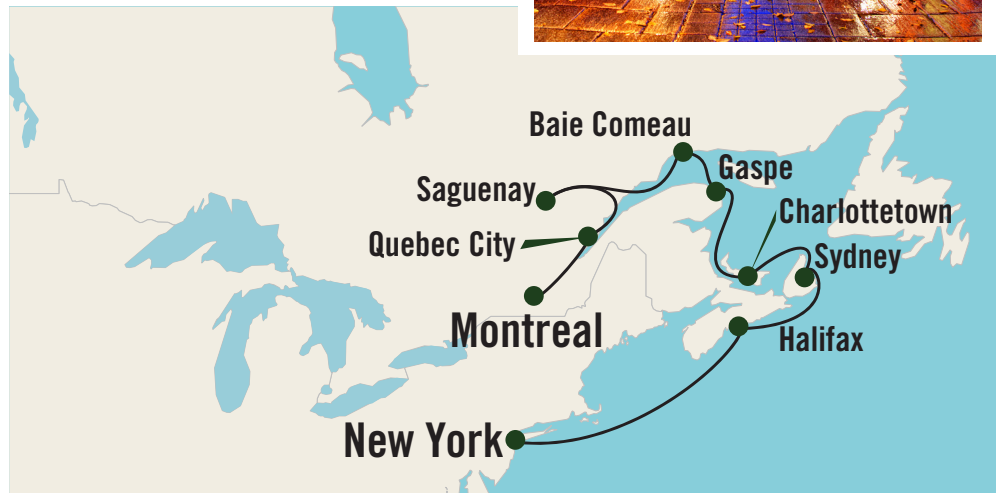 Baie Comeau
Gaspe
Saguenay
Charlottetown
Quebec City
Sydney
Montreal
Halifax
New York